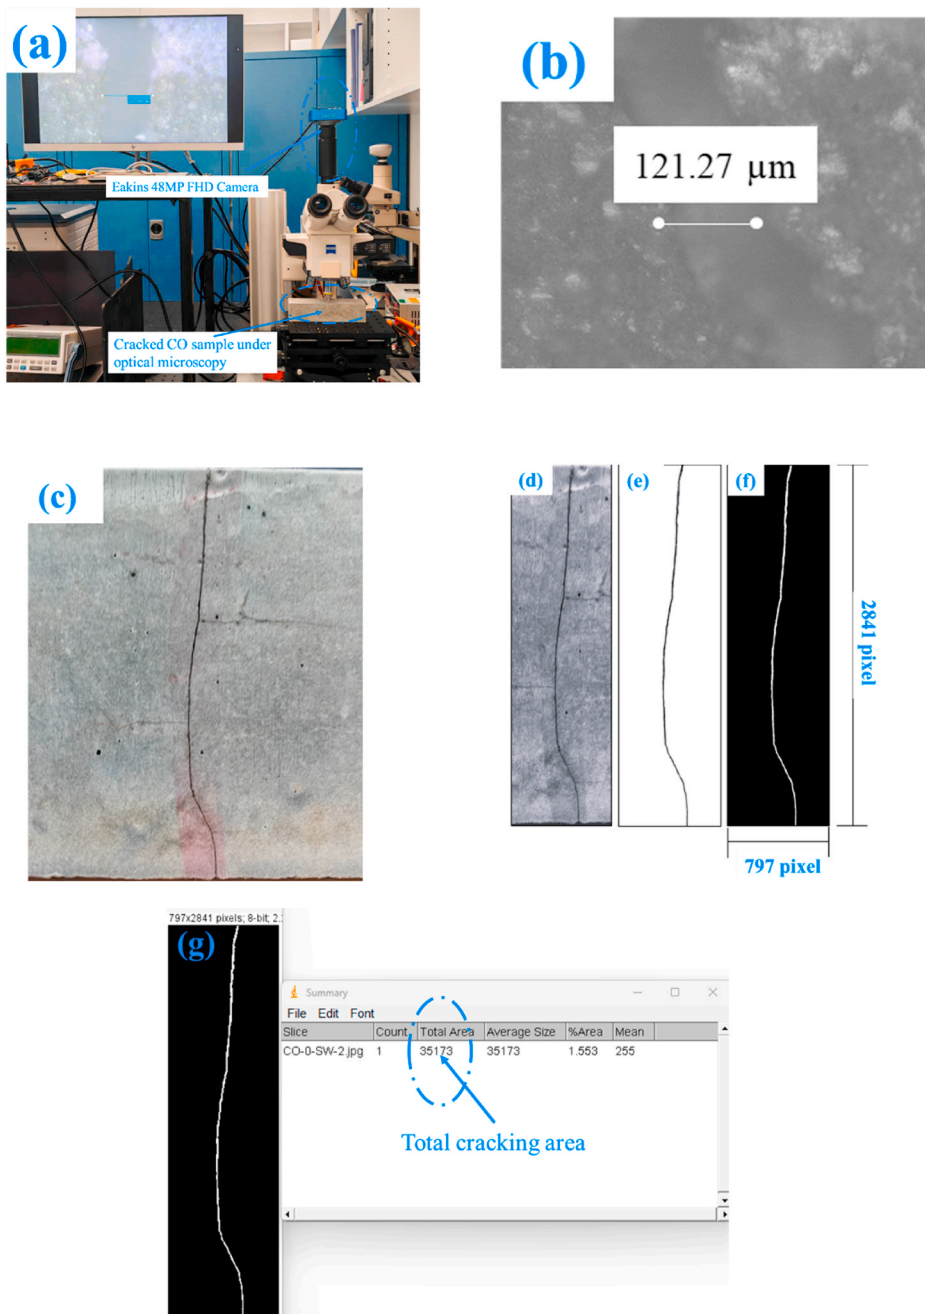 (a)
Eakins 48MP FHD Camera
Cracked CO sample under
optical microscopy
(b)
121.27 µm
(c)
(d)
(e)
(f)
2841 pixel
797 pixel
797x2841 pixels; 8-bit; 2.
(g)
Summary
File Edit Font
Slice Count Total Area Average Size %Area Mean
CO-0-SW-2.jpg 1 35173 35173 1.553 255
Total cracking area